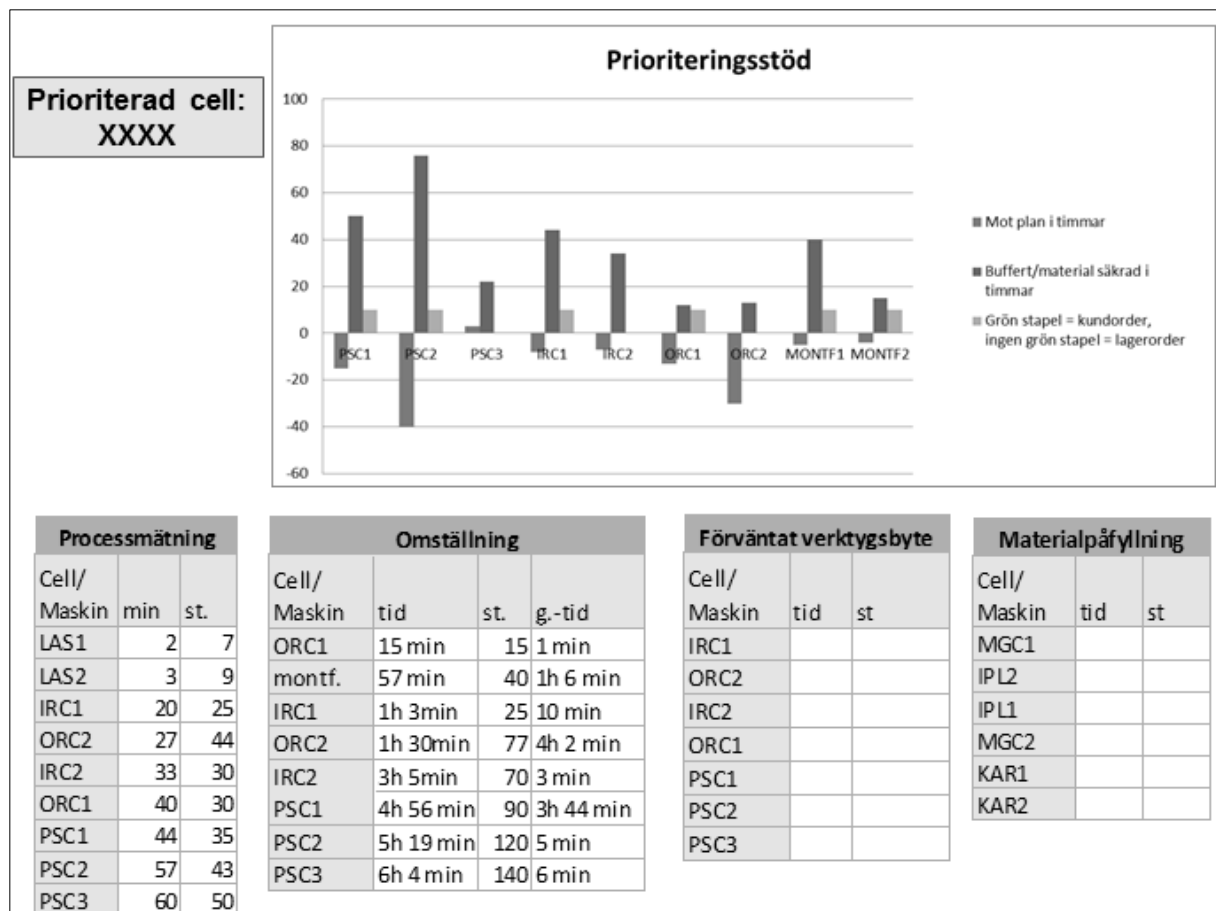 Prioriterad cell:
XXXX
Prioriteringsstöd
100
80
60
40
20
0
-20
-40
-60
PSC1 PSC2 PSC3 IRC1 IRC2 ORC1 ORC2 MONTF1 MONTF2
Mot plan i timmar
Buffert/material säkrad i
timmar
Grön stapel = kundorder,
ingen grön stapel = lagerorder
Processmätning
Cell/
Maskin min st.
LAS1 2 7
LAS2 3 9
IRC1 20 25
ORC2 27 44
IRC2 33 30
ORC1 40 30
PSC1 44 35
PSC2 57 43
PSC3 60 50
Omställning
Cell/
Maskin tid st. g.-tid
ORC1 15 min 15 1 min
montf. 57 min 40 1h 6 min
IRC1 1h 3min 25 10 min
ORC2 1h 30min 77 4h 2 min
IRC2 3h 5min 70 3 min
PSC1 4h 56 min 90 3h 44 min
PSC2 5h 19 min 120 5 min
PSC3 6h 4 min 140 6 min
Förväntat verktygsbyte
Cell/
Maskin tid st
IRC1
ORC2
IRC2
ORC1
PSC1
PSC2
PSC3
Materialpåfyllning
Cell/
Maskin tid st
MGC1
IPL2
IPL1
MGC2
KAR1
KAR2